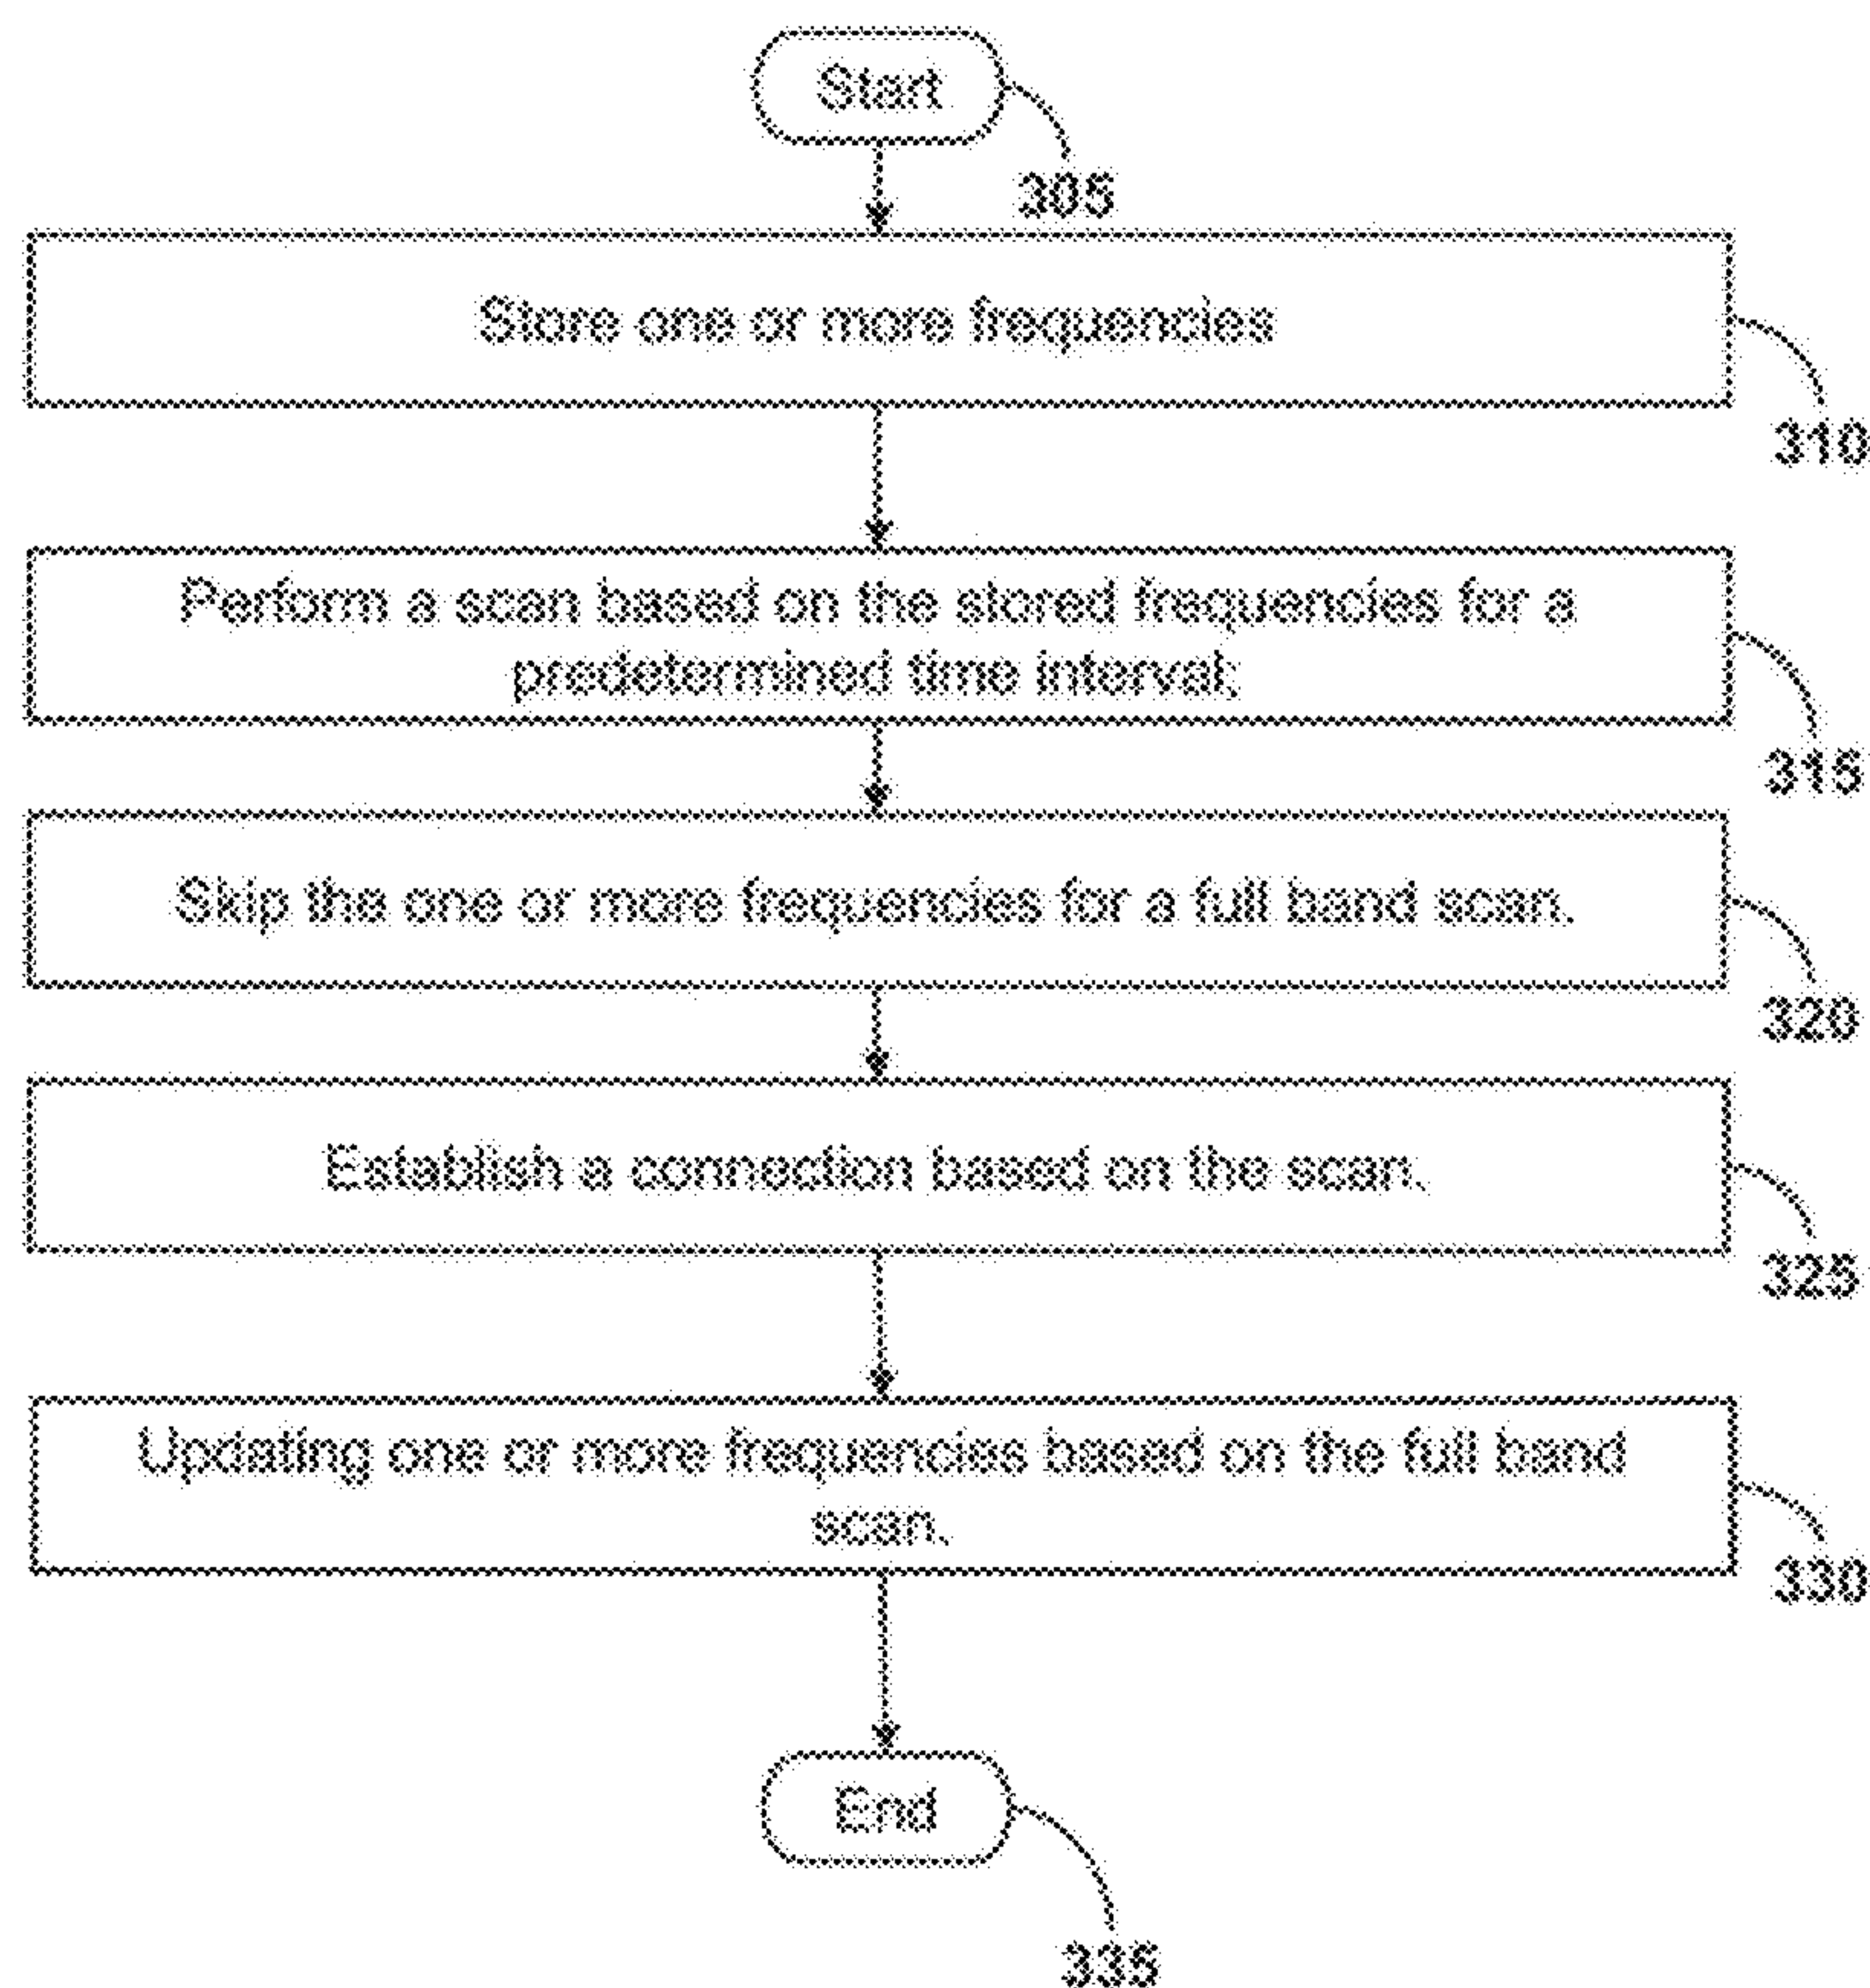 Start
305
Store one or more frequencies
310
Perform a scan based on the stored frequencies for a
predetermined time interval;
315
Skip the one or more frequencies for a full band scan.
320
Establish a connection based on the scan.
325
Updating one or more frequencies based on the full band
scan.
330
End
335